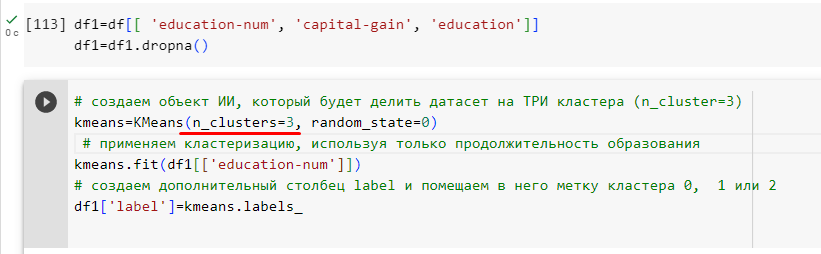 [113] df1=df[[ 'education-num', 'capital-gain', 'education']]
0 с
df1=df1.dropna()
# создаем объект ИИ, который будет делить датасет на ТРИ кластера (n_cluster=3)
kmeans=KMeans(n_clusters=3, random_state=0)
# применяем кластеризацию, используя только продолжительность образования
kmeans.fit(df1[['education-num']])
# создаем дополнительный столбец label и помещаем в него метку кластера 0,  1 или 2
df1['label']=kmeans.labels_